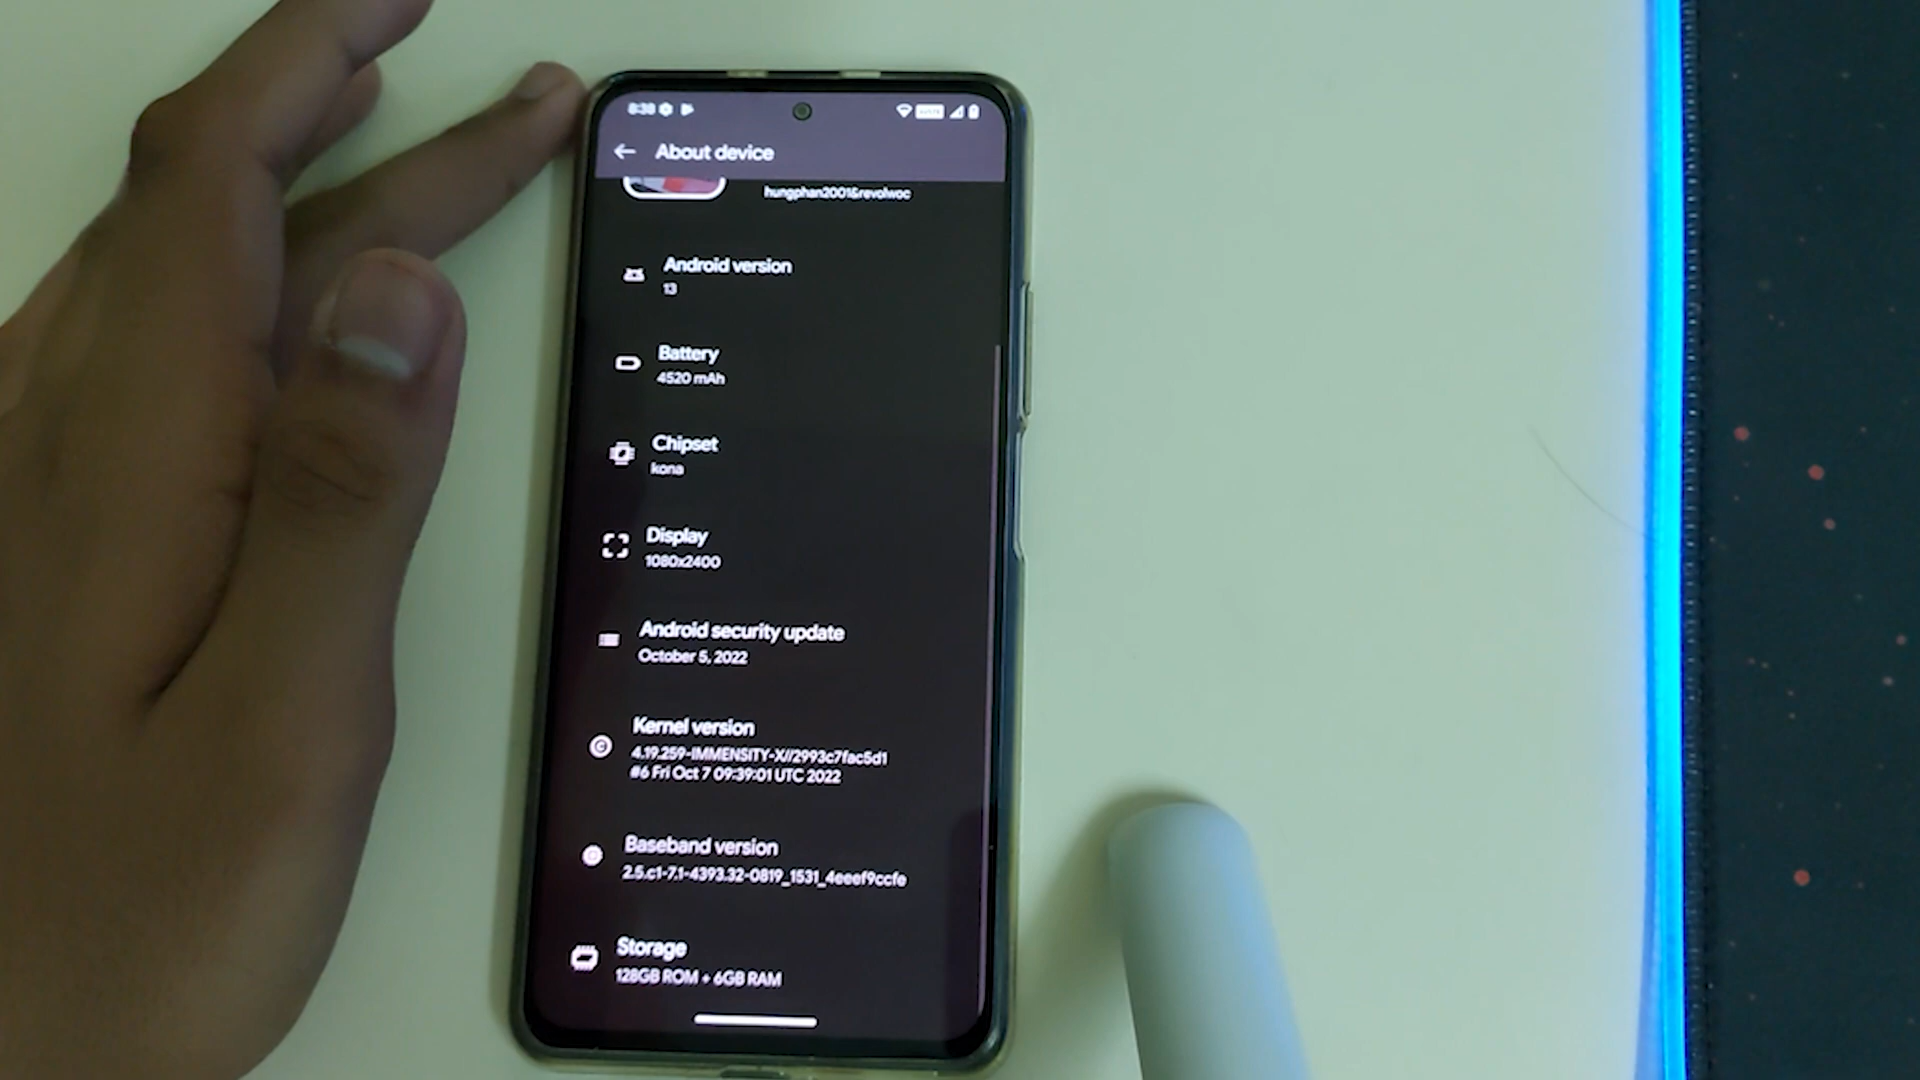 8:38
About device
hungphan2001&revolwoc
Android version
13
Battery
4520 mAh
Chipset
kona
Display
1080x2400
Android security update
October 5, 2022
Kernel version
4.19.259-IMMENSITY-X//2993c7fac5d1
#6 Fri Oct 7 09:39:01 UTC 2022
Baseband version
2.5.c1-7.1-4393.32-0819_1531_4eeef9ccfe
Storage
128GB ROM + 6GB RAM